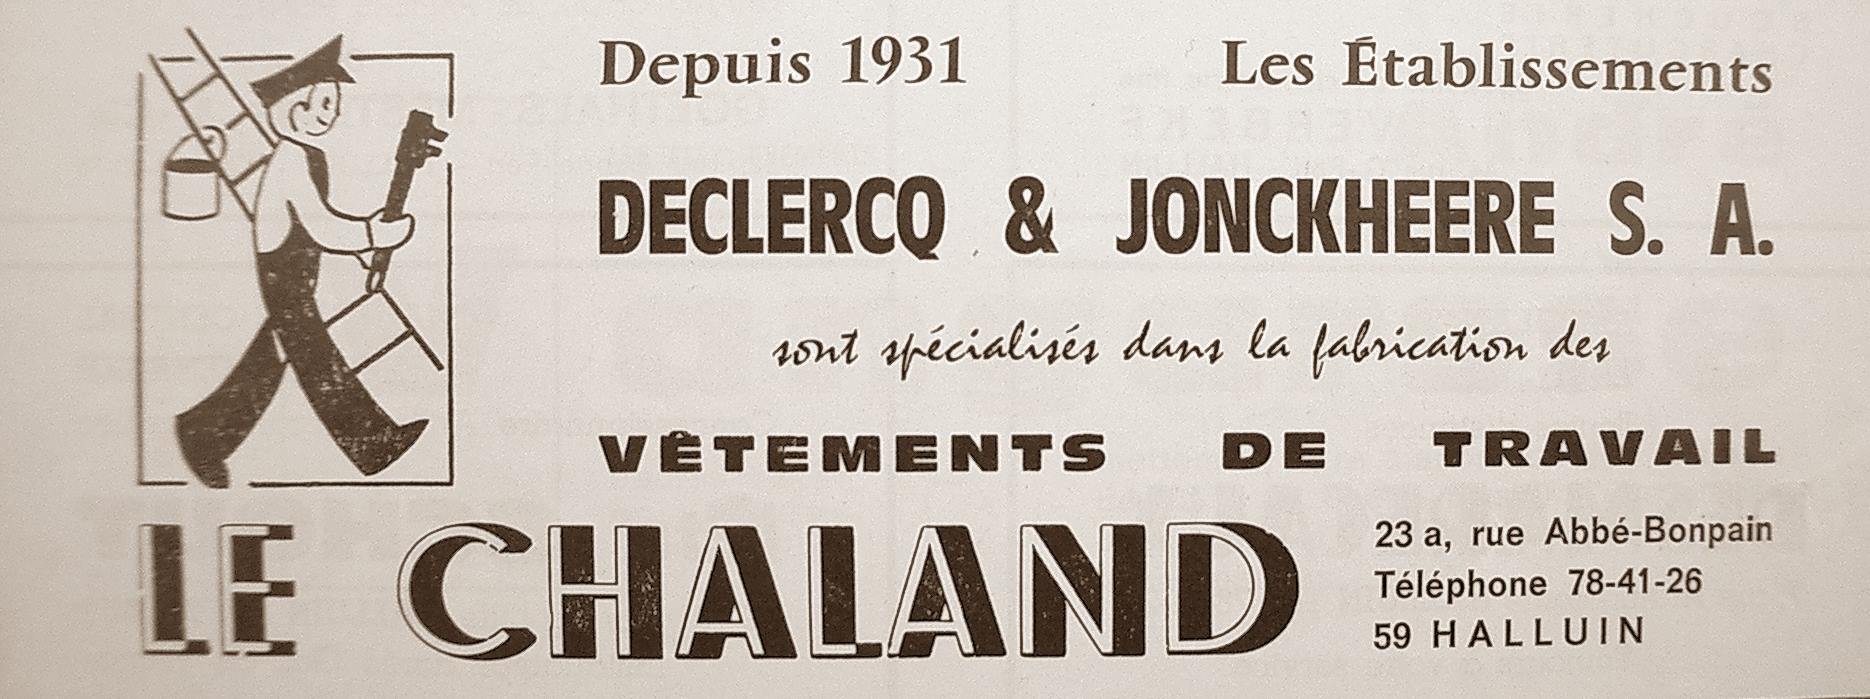 Depuis 1931 Les Établissements
DECLERCQ & JONCKHEERE S. A.
sont spécialisés dans la fabrication des
VÊTEMENTS DE TRAVAIL
LE CHALAND
23 a, rue Abbé-Bonpain
Téléphone 78-41-26
59 HALLUIN